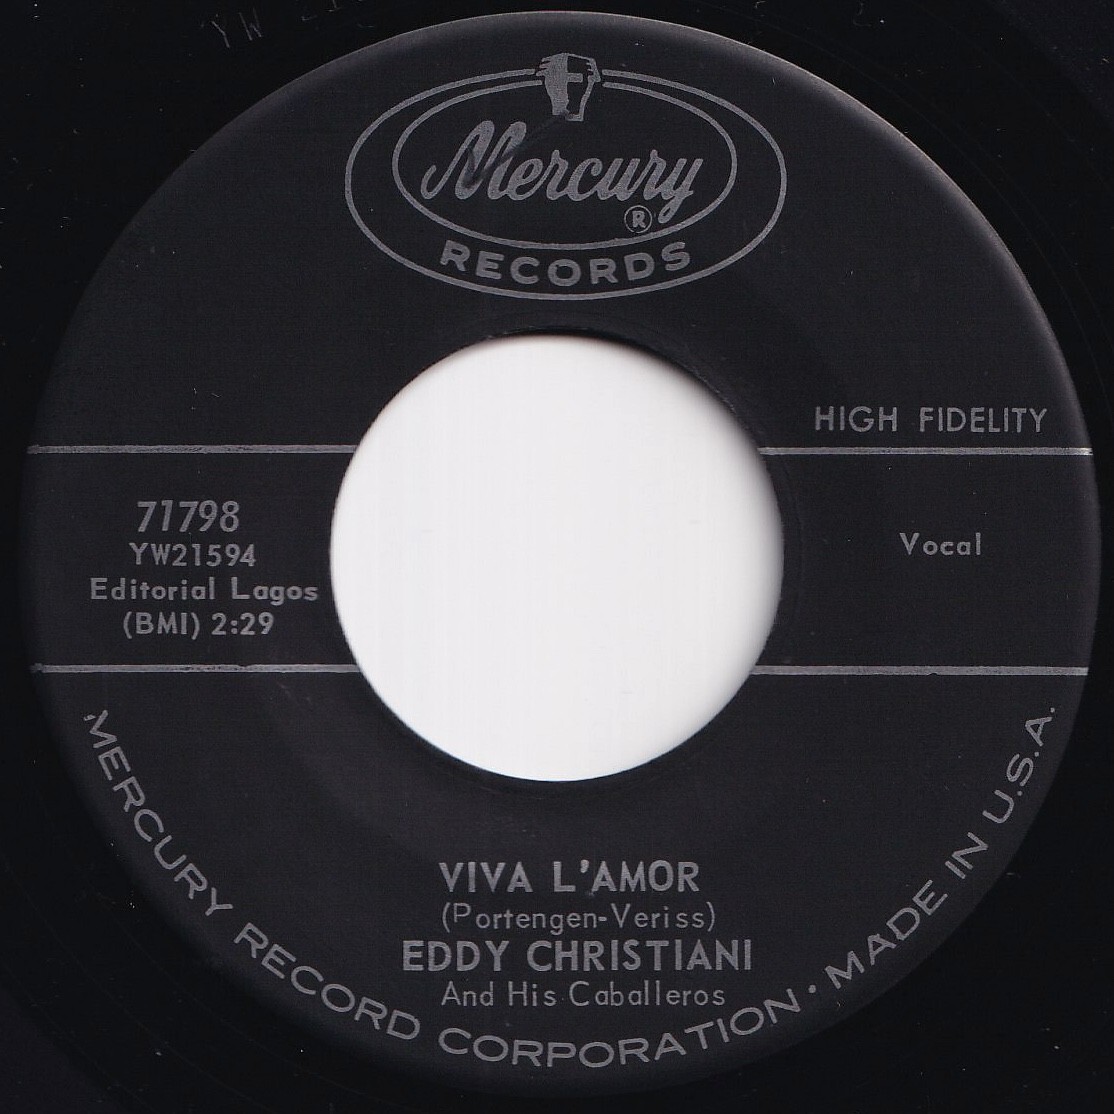 YW
Mercury
®
RECORDS
HIGH FIDELITY
71798
YW21594
Editorial Lagos
(BMI) 2:29
Vocal
VIVA L'AMOR
(Portengen-Veriss)
EDDY CHRISTIANI
And His Caballeros
MERCURY RECORD CORPORATION • MADE IN U.S.A.